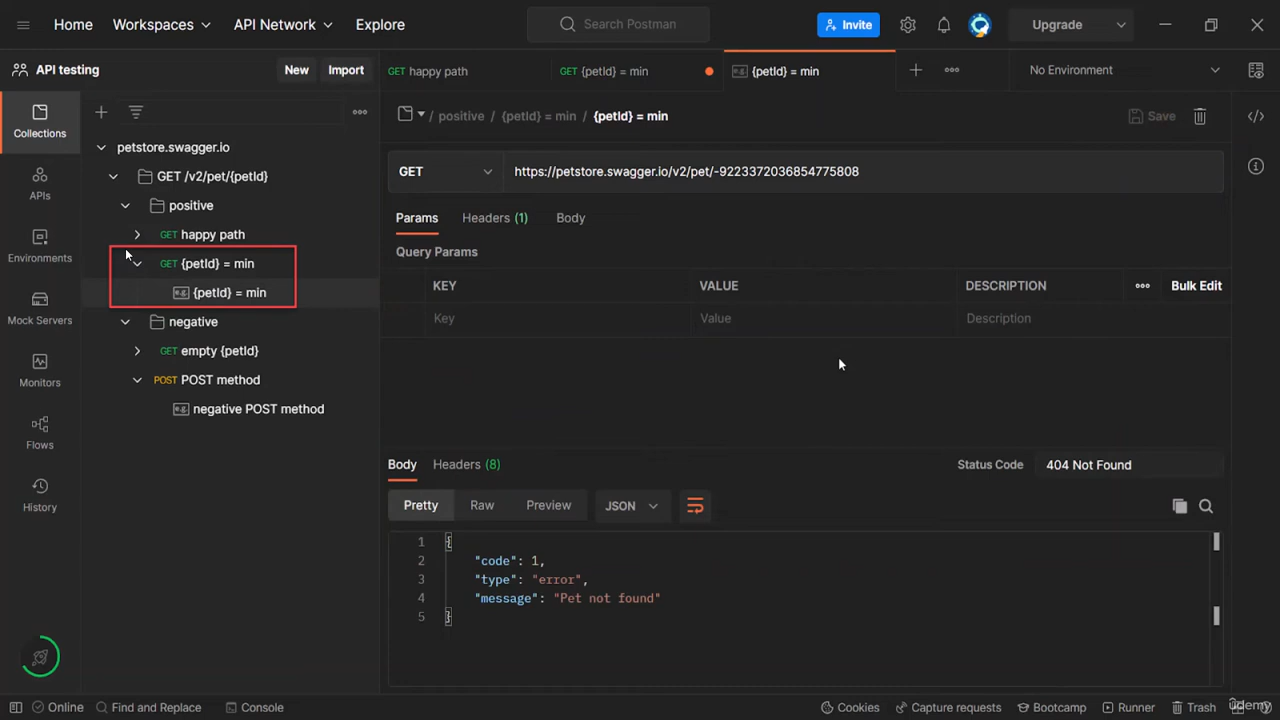 Home Workspaces API Network Explore Search Postman Invite Upgrade
API testing New Import GET happy path GET {petId} = min e.g. {petId} = min No Environment
Collections
APIs
Environments
Mock Servers
Monitors
Flows
History
petstore.swagger.io
GET /v2/pet/{petId}
positive
GET happy path
GET {petId} = min
e.g. {petId} = min
negative
GET empty {petId}
POST POST method
e.g. negative POST method
/ positive / {petId} = min / {petId} = min Save
GET https://petstore.swagger.io/v2/pet/-9223372036854775808
Params Headers (1) Body
Query Params
KEY VALUE DESCRIPTION Bulk Edit
Key Value Description
Body Headers (8) Status Code 404 Not Found
Pretty Raw Preview JSON
1 {
2 "code": 1,
3 "type": "error",
4 "message": "Pet not found"
5 }
Online Find and Replace Console Cookies Capture requests Bootcamp Runner Trash
udemy